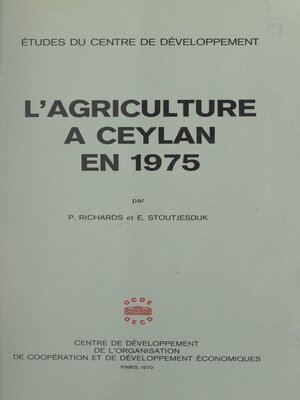 ÉTUDES DU CENTRE DE DÉVELOPPEMENT
L'AGRICULTURE
A CEYLAN
EN 1975
par
P. RICHARDS et E. STOUTJESDIJK
OCDE
OECD
CENTRE DE DÉVELOPPEMENT
DE L'ORGANISATION
DE COOPÉRATION ET DE DÉVELOPPEMENT ÉCONOMIQUES
PARIS 1970